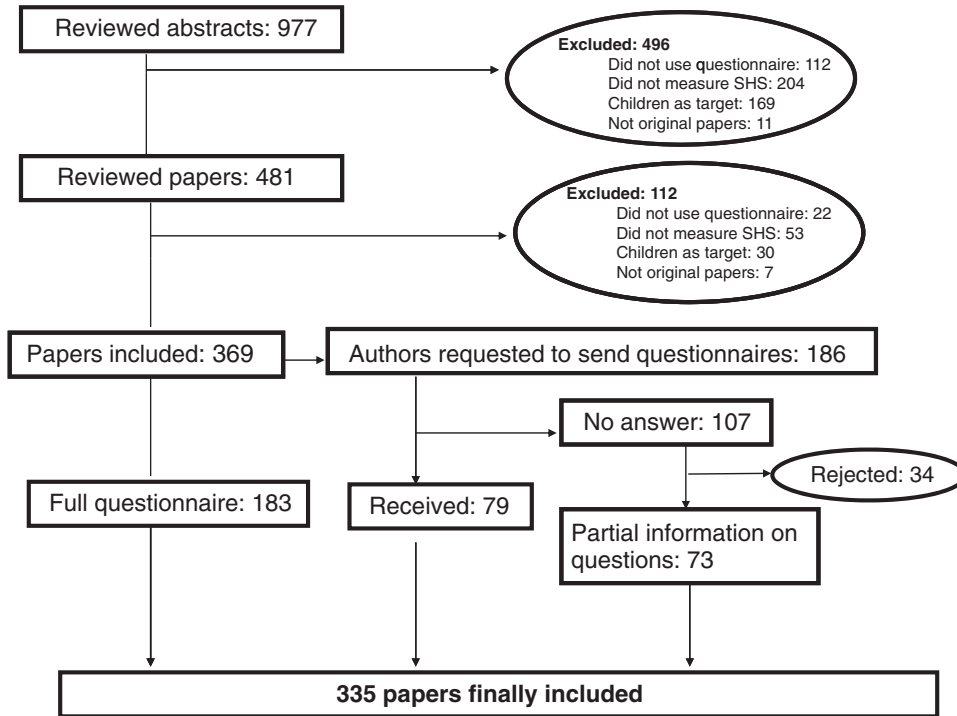 Reviewed abstracts: 977
Excluded: 496
Did not use questionnaire: 112
Did not measure SHS: 204
Children as target: 169
Not original papers: 11
Reviewed papers: 481
Excluded: 112
Did not use questionnaire: 22
Did not measure SHS: 53
Children as target: 30
Not original papers: 7
Papers included: 369
Authors requested to send questionnaires: 186
No answer: 107
Rejected: 34
Full questionnaire: 183
Received: 79
Partial information on
questions: 73
335 papers finally included